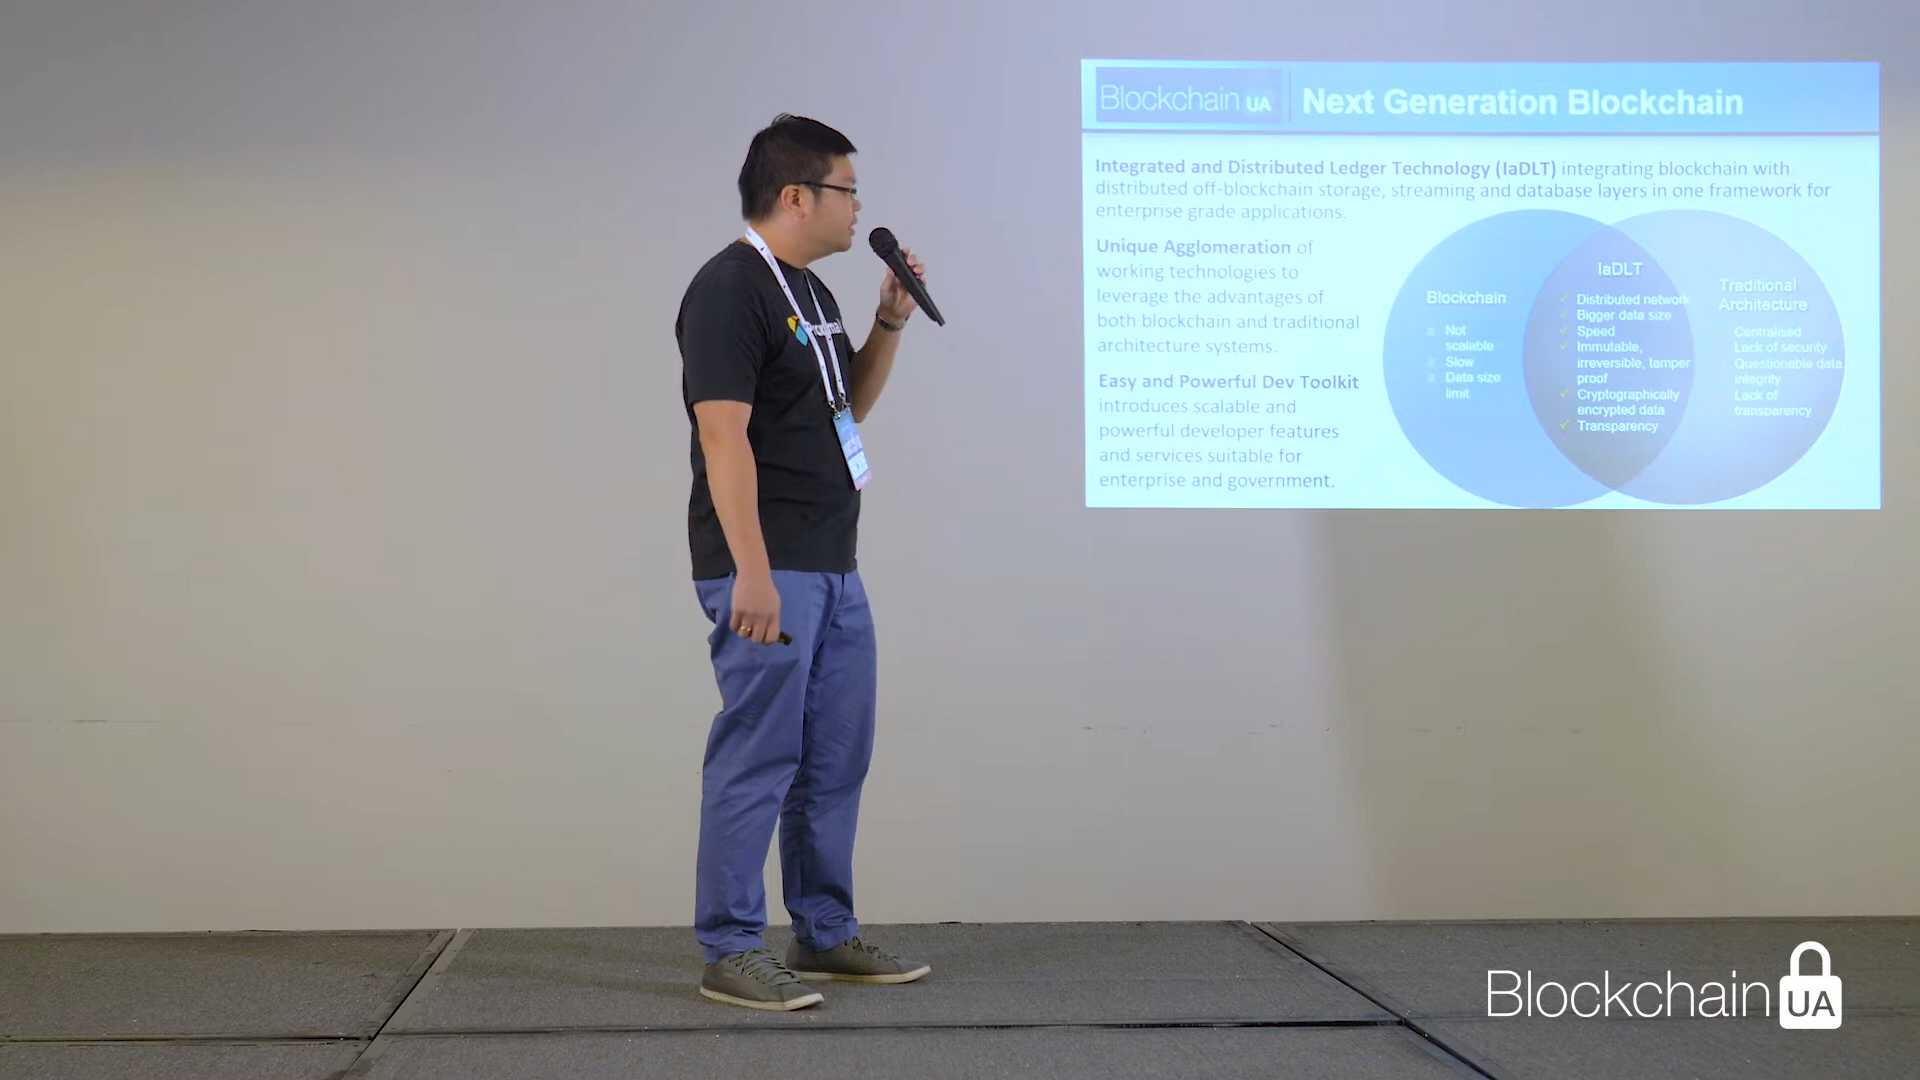 Blockchain UA
Next Generation Blockchain
Integrated and Distributed Ledger Technology (IaDLT) integrating blockchain with
distributed off-blockchain storage, streaming and database layers in one framework for
enterprise grade applications.
Unique Agglomeration of
working technologies to
leverage the advantages of
both blockchain and traditional
architecture systems.
Easy and Powerful Dev Toolkit
introduces scalable and
powerful developer features
and services suitable for
enterprise and government.
Blockchain
Not
scalable
Slow
Data size
limit
IaDLT
Distributed network
Bigger data size
Speed
Immutable,
irreversible, tamper
proof
Cryptographically
encrypted data
Transparency
Traditional
Architecture
Centralised
Lack of security
Questionable data
integrity
Lack of
transparency
Blockchain UA